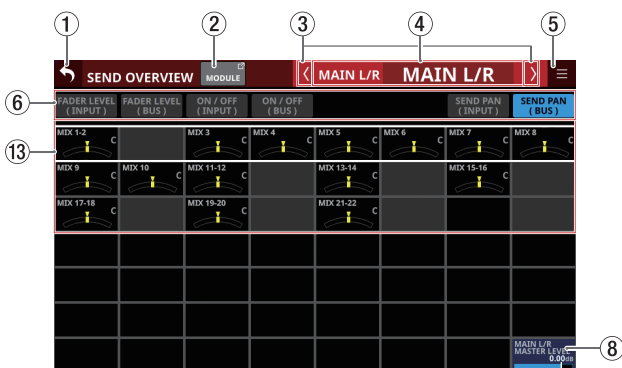 1
2
3
4
5
SEND OVERVIEW
MODULE
MAIN L/R
MAIN L/R
6
FADER LEVEL
( INPUT )
FADER LEVEL
( BUS )
ON / OFF
( INPUT )
ON / OFF
( BUS )
SEND PAN
( INPUT )
SEND PAN
( BUS )
13
MIX 1-2
C
MIX 3
C
MIX 4
C
MIX 5
C
MIX 6
C
MIX 7
C
MIX 8
C
MIX 9
C
MIX 10
C
MIX 11-12
C
MIX 13-14
C
MIX 15-16
C
MIX 17-18
C
MIX 19-20
C
MIX 21-22
C
MAIN L/R
MASTER LEVEL
0.00dB
8